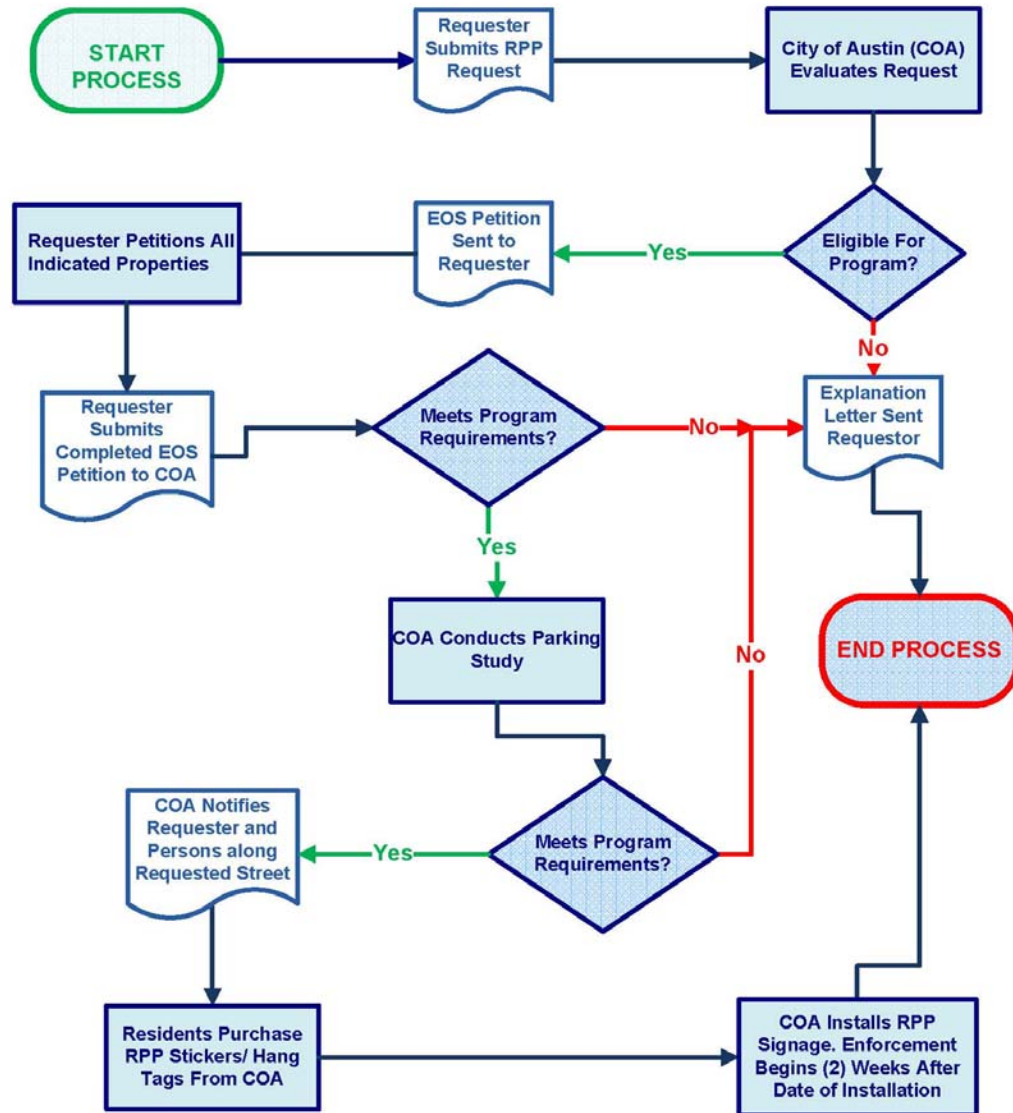 START
PROCESS
Requester
Submits RPP
Request
City of Austin (COA)
Evaluates Request
Eligible For
Program?
Yes
EOS Petition
Sent to
Requester
Requester Petitions All
Indicated Properties
No
Explanation
Letter Sent
Requestor
Requester
Submits
Completed EOS
Petition to COA
Meets Program
Requirements?
No
Yes
COA Conducts Parking
Study
No
END PROCESS
Meets Program
Requirements?
Yes
COA Notifies
Requester and
Persons along
Requested Street
Residents Purchase
RPP Stickers/ Hang
Tags From COA
COA Installs RPP
Signage. Enforcement
Begins (2) Weeks After
Date of Installation